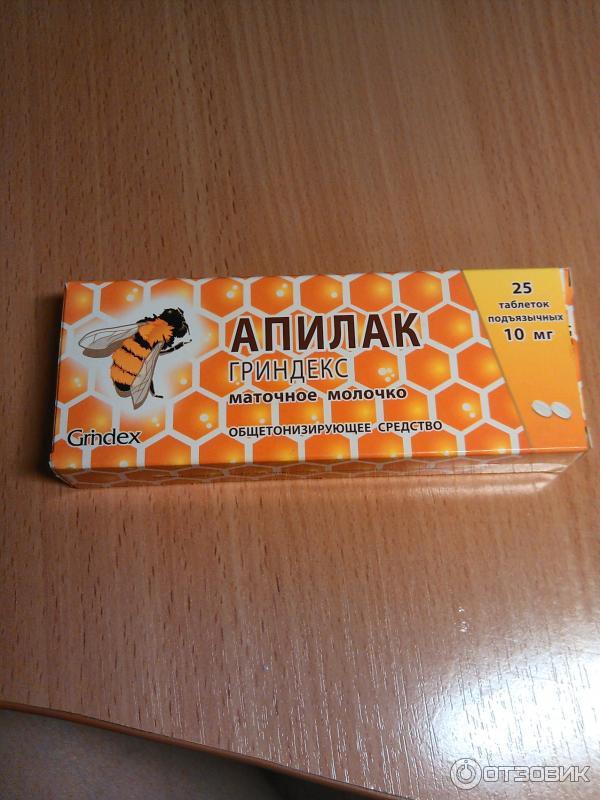 АПИЛАК
ГРИНДЕКС
маточное молочко
ОБЩЕТОНИЗИРУЮЩЕЕ СРЕДСТВО
Grindex
25
таблеток
подъязычных
10 мг
ОТЗОВИК